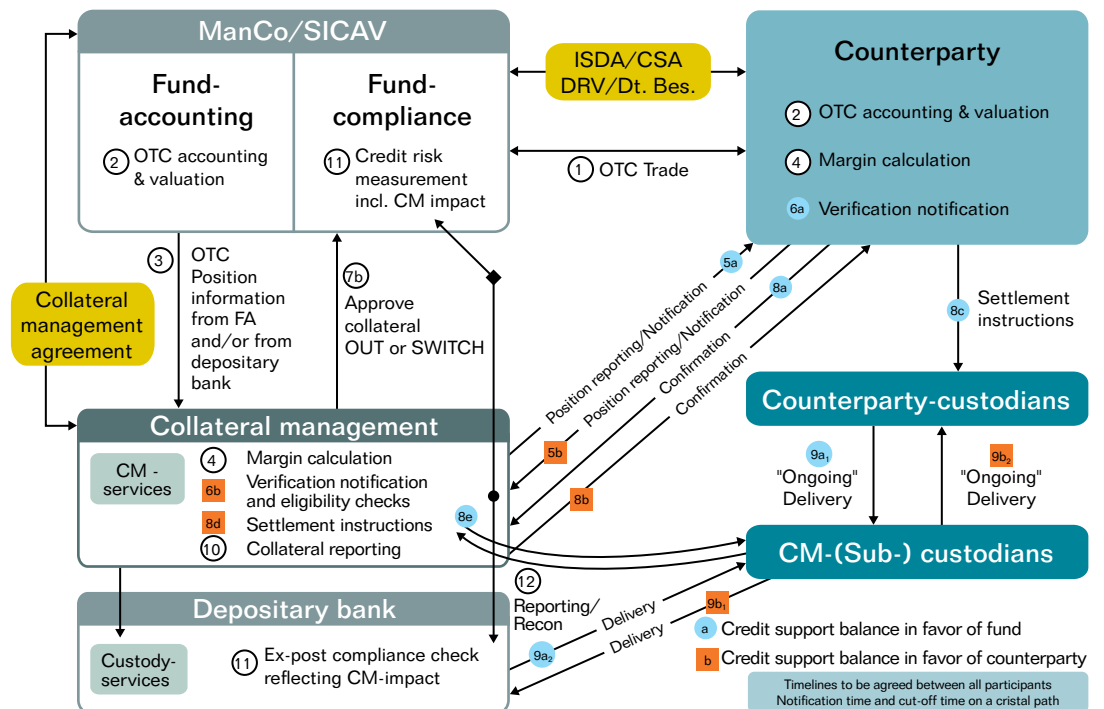 ManCo/SICAV
Fund-
accounting
2 OTC accounting
& valuation
Fund-
compliance
11 Credit risk
measurement
incl. CM impact
ISDA/CSA
DRV/Dt. Bes.
1 OTC Trade
Counterparty
2 OTC accounting & valuation
4 Margin calculation
6a Verification notification
Collateral
management
agreement
3 OTC
Position
information
from FA
and/or from
depositary
bank
7b
Approve
collateral
OUT or SWITCH
Position reporting/Notification 5a
Position reporting/Notification
5b
Confirmation 8a
Confirmation
8b
8c Settlement
instructions
Counterparty-custodians
9a1
"Ongoing"
Delivery
9b2
"Ongoing"
Delivery
CM-(Sub-) custodians
Collateral management
CM -
services
4 Margin calculation
6b Verification notification
and eligibility checks
8d Settlement instructions
10 Collateral reporting
8e
12
Reporting/
Recon
Depositary bank
Custody-
services
11 Ex-post compliance check
reflecting CM-impact
9a2 Delivery
Delivery 9b1
a Credit support balance in favor of fund
b Credit support balance in favor of counterparty
Timelines to be agreed between all participants
Notification time and cut-off time on a cristal path